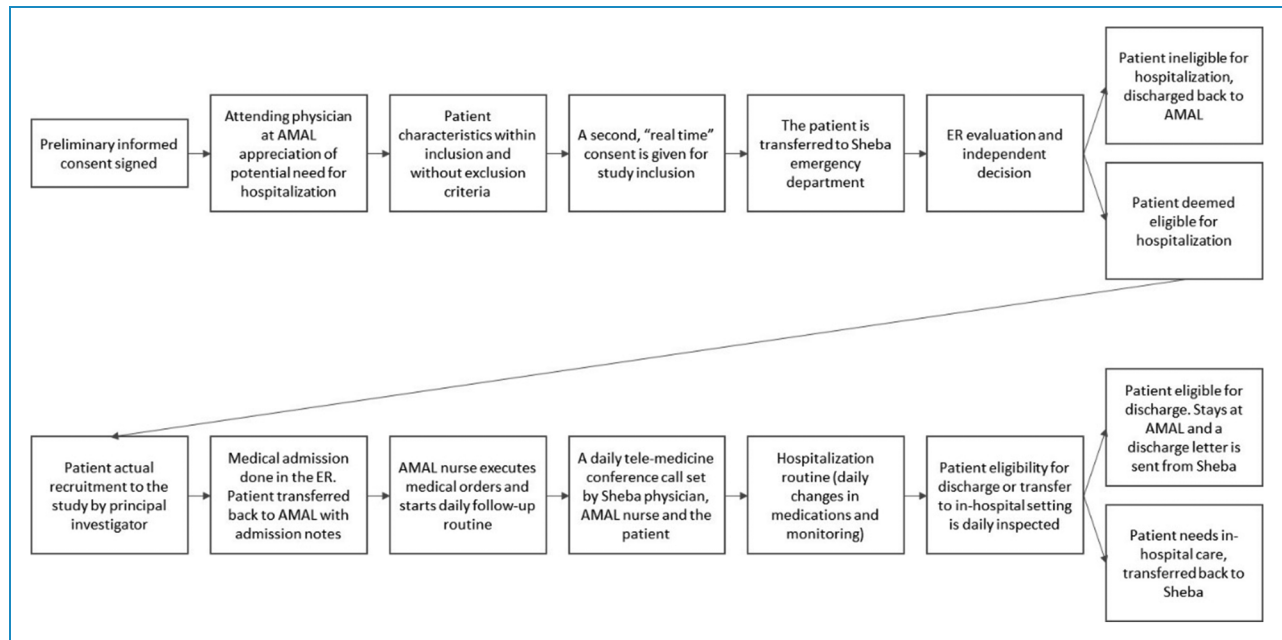 Preliminary informed
consent signed
Attending physician
at AMAL
appreciation of
potential need for
hospitalization
Patient
characteristics within
inclusion and
without exclusion
criteria
A second, “real time”
consent is given for
study inclusion
The patient is
transferred to Sheba
emergency
department
ER evaluation and
independent
decision
Patient ineligible for
hospitalization,
discharged back to
AMAL
Patient deemed
eligible for
hospitalization
Patient actual
recruitment to the
study by principal
investigator
Medical admission
done in the ER.
Patient transferred
back to AMAL with
admission notes
AMAL nurse executes
medical orders and
starts daily follow-up
routine
A daily tele-medicine
conference call set
by Sheba physician,
AMAL nurse and the
patient
Hospitalization
routine (daily
changes in
medications and
monitoring)
Patient eligibility for
discharge or transfer
to in-hospital setting
is daily inspected
Patient eligible for
discharge. Stays at
AMAL and a
discharge letter is
sent from Sheba
Patient needs in-
hospital care,
transferred back to
Sheba